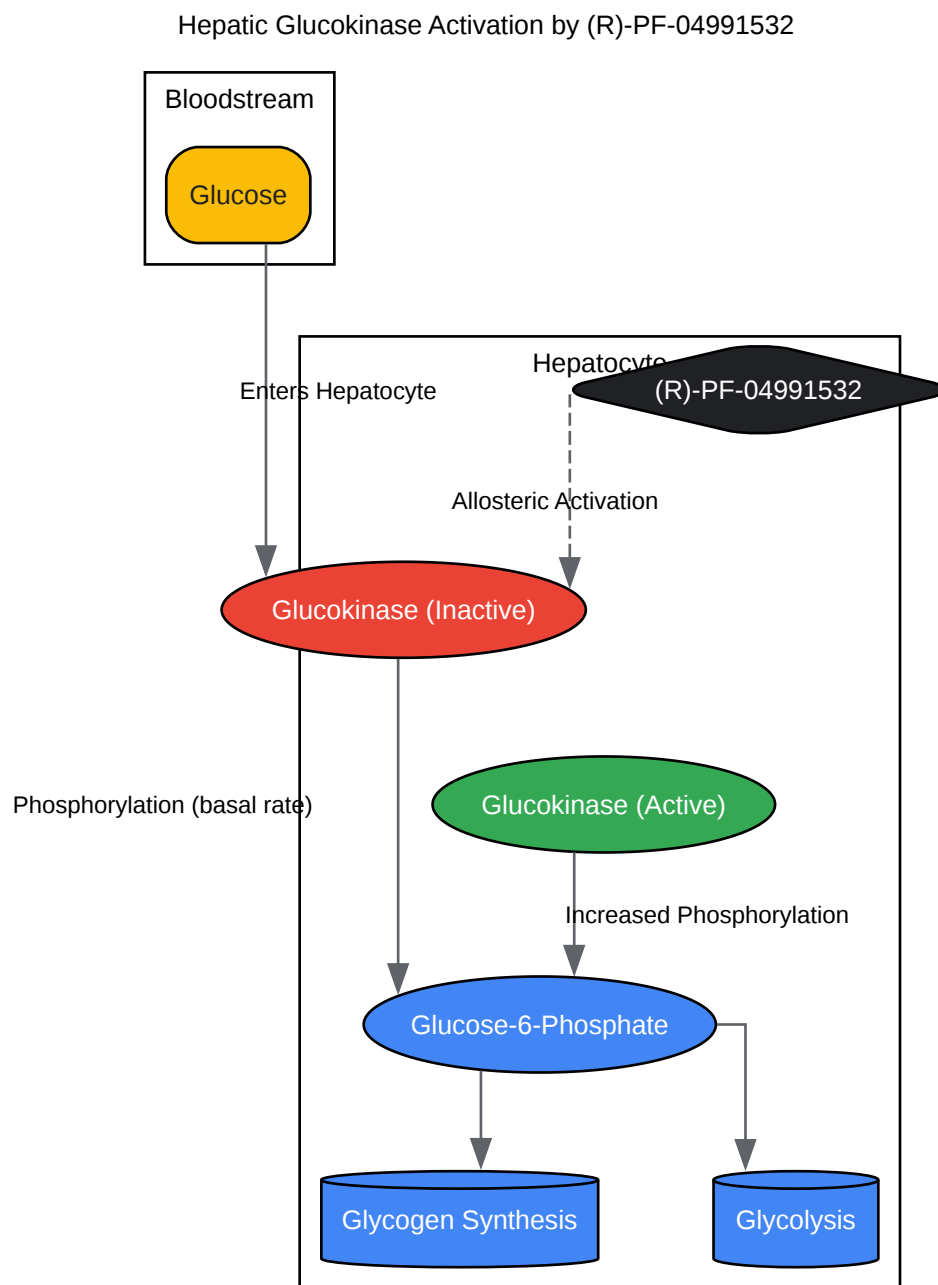 Hepatic Glucokinase Activation by (R)-PF-04991532
Bloodstream
Glucose
Hepatocyte
(R)-PF-04991532
Enters Hepatocyte
Allosteric Activation
Glucokinase (Inactive)
Phosphorylation (basal rate)
Glucokinase (Active)
Increased Phosphorylation
Glucose-6-Phosphate
Glycogen Synthesis
Glycolysis